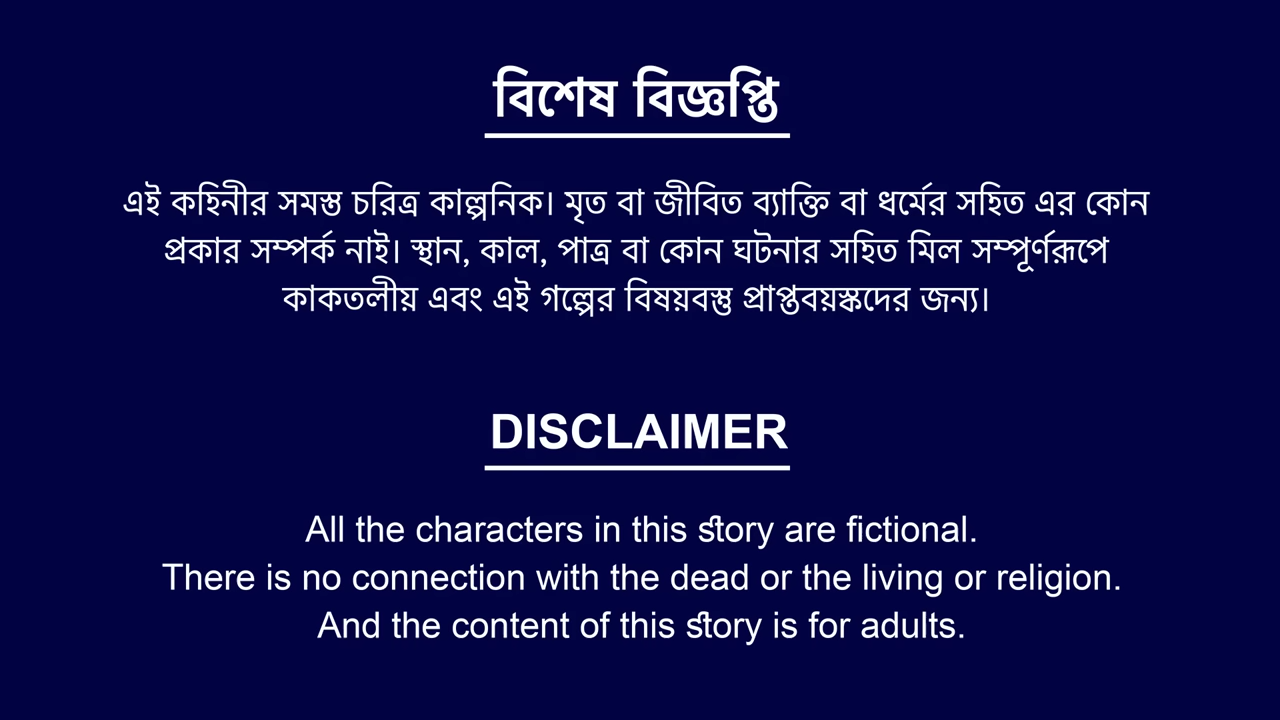 বিশেষ বিজ্ঞপ্তি
এই কহিনীর সমস্ত চরিত্র কাল্পনিক। মৃত বা জীবিত ব্যাক্তি বা ধর্মের সহিত এর কোন
প্রকার সম্পর্ক নাই। স্থান, কাল, পাত্র বা কোন ঘটনার সহিত মিল সম্পূর্ণরূপে
কাকতলীয় এবং এই গল্পের বিষয়বস্তু প্রাপ্তবয়স্কদের জন্য।
DISCLAIMER
All the characters in this story are fictional.
There is no connection with the dead or the living or religion.
And the content of this story is for adults.